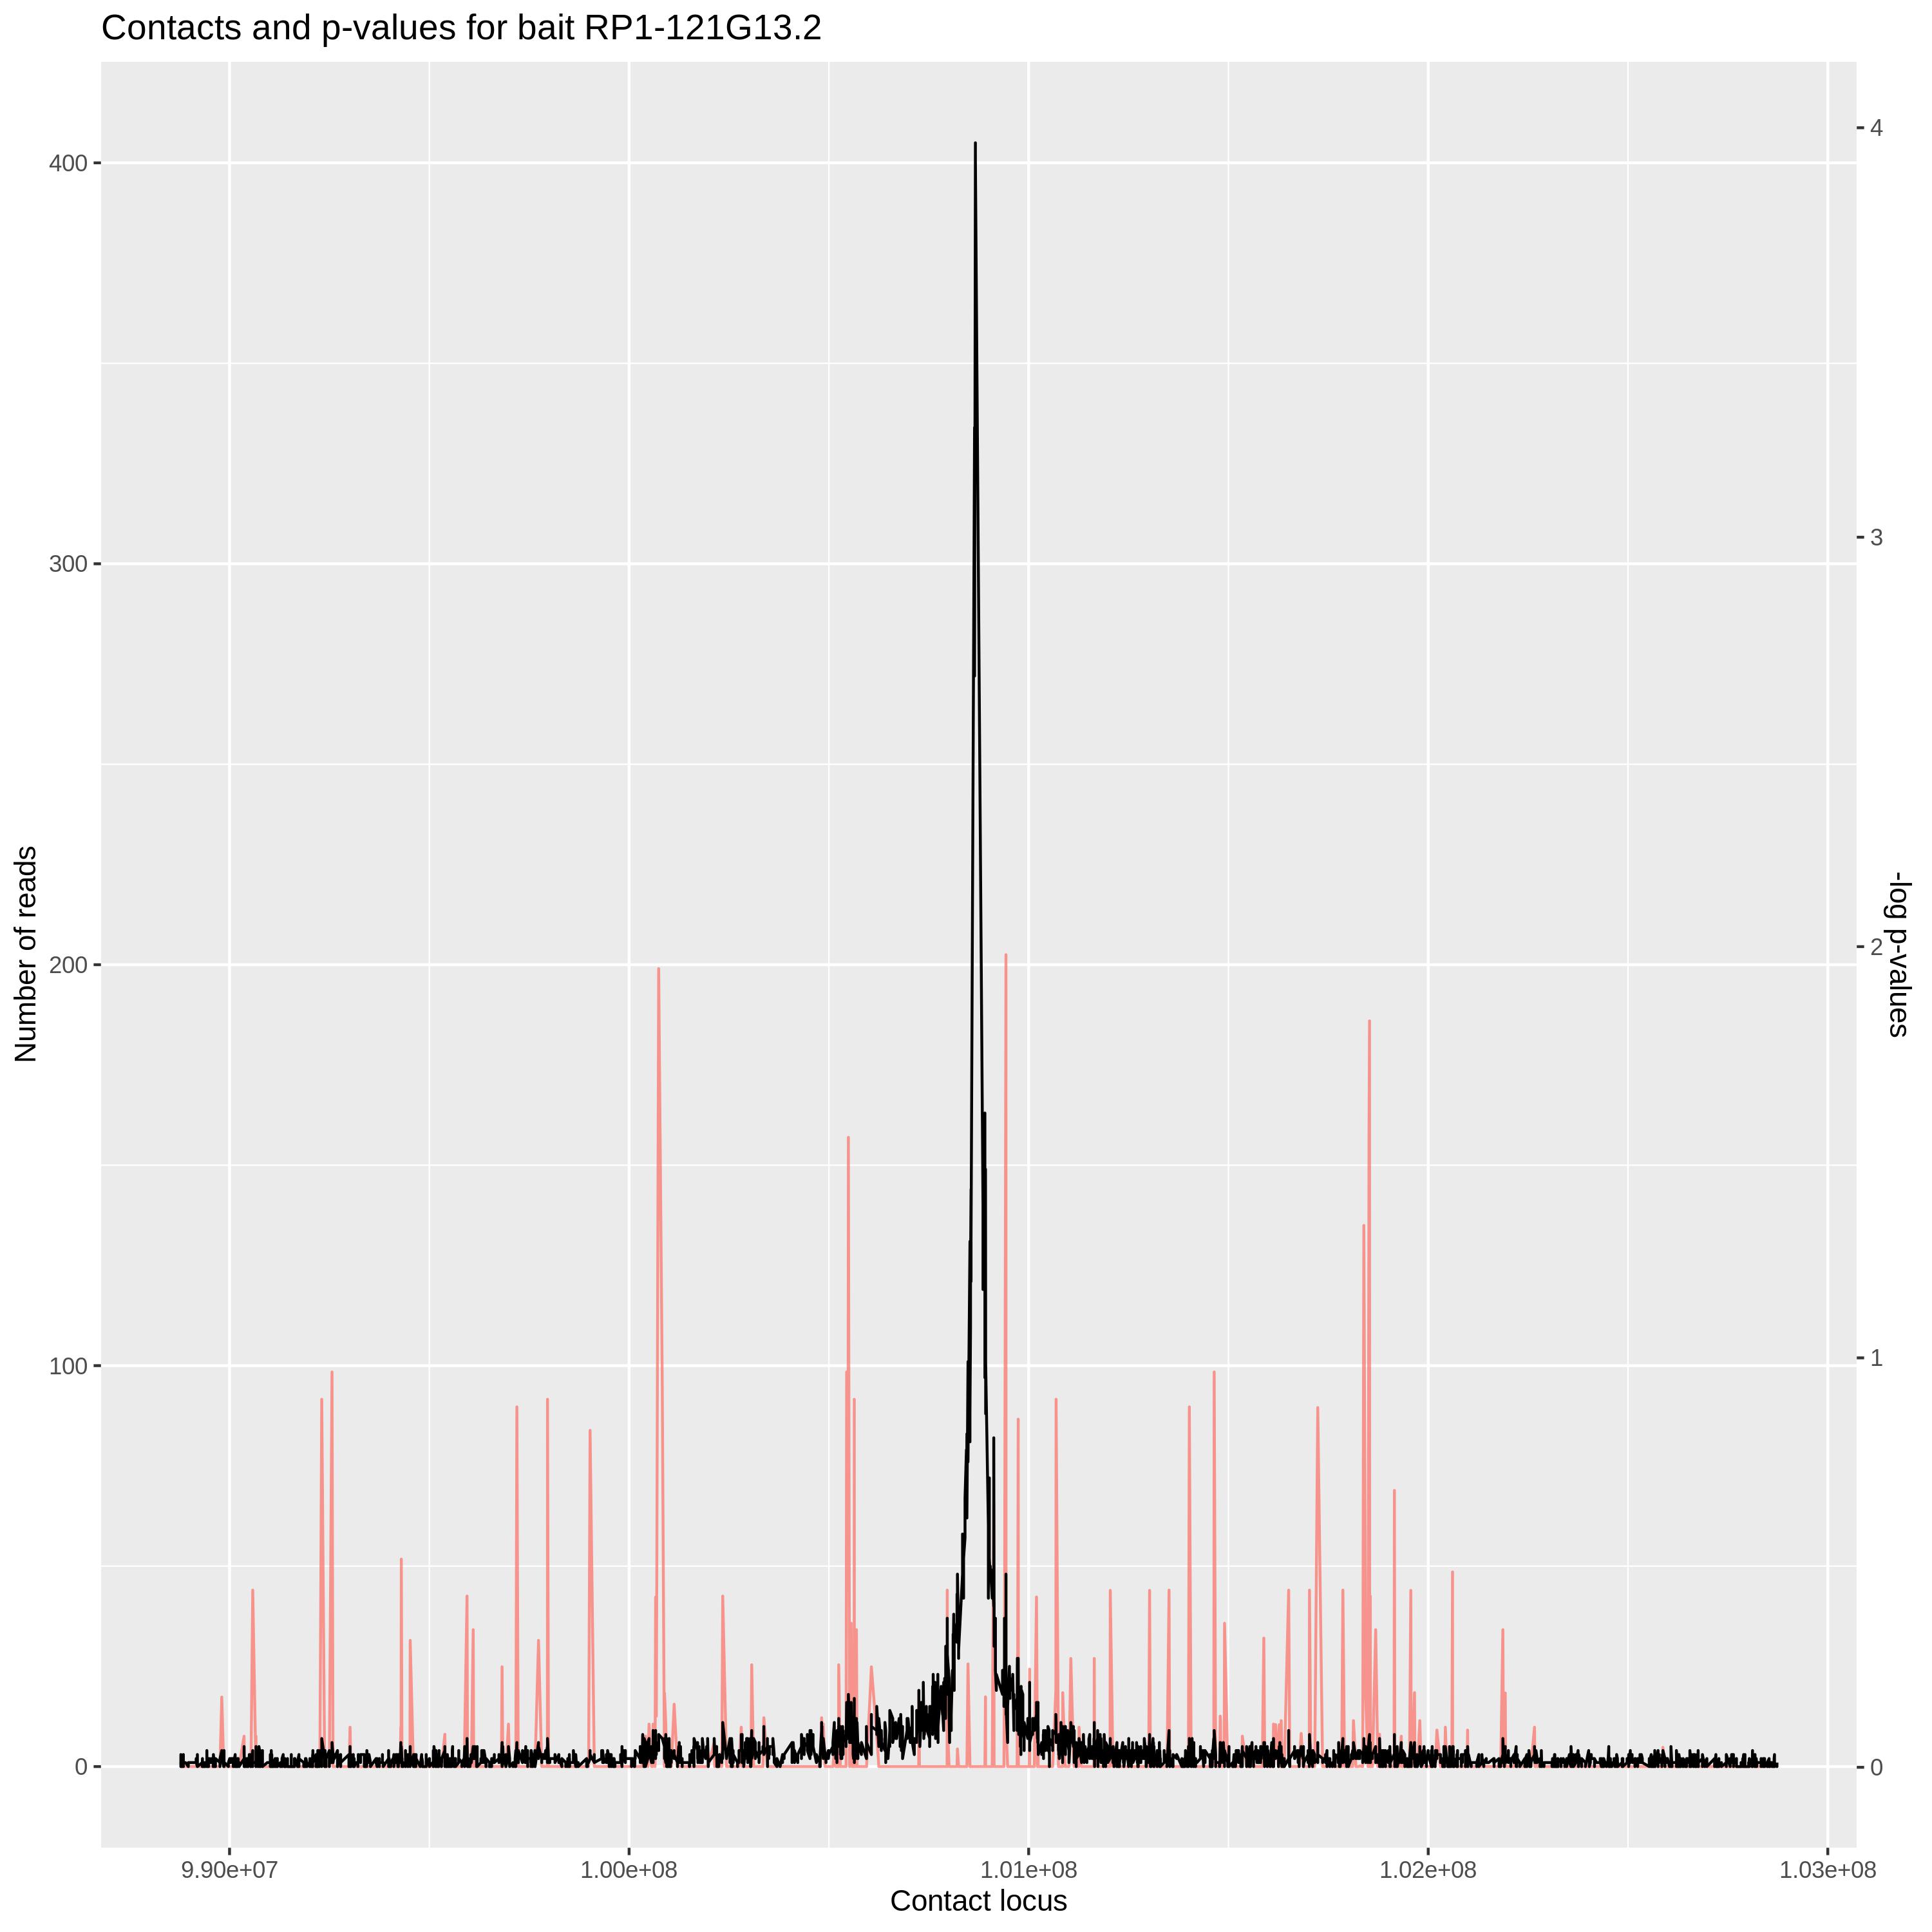 Contacts and p-values for bait RP1-121G13.2
400
300
200
100
0
Number of reads
4
3
2
1
0
-log p-values
9.90e+07
1.00e+08
1.01e+08
1.02e+08
1.03e+08
Contact locus